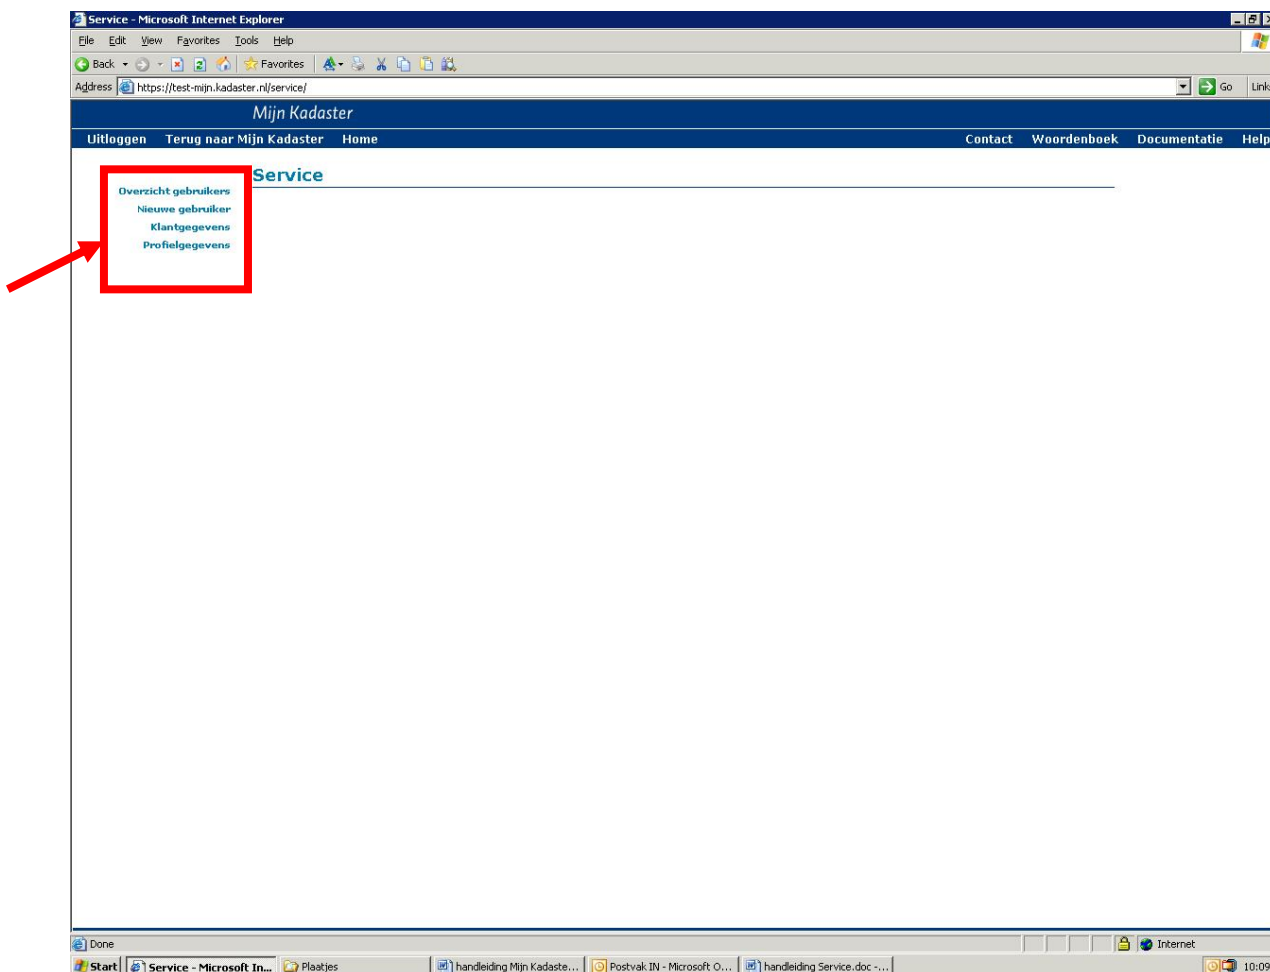 Service - Microsoft Internet Explorer
File Edit View Favorites Tools Help
Back Favorites
Address https://test-mijn.kadaster.nl/service/ Go Link
Mijn Kadaster
Uitloggen Terug naar Mijn Kadaster Home Contact Woordenboek Documentatie Help
Service
Overzicht gebruikers
Nieuwe gebruiker
Klantgegevens
Profielgegevens
Done Internet
Start Service - Microsoft In... Plaatjes handleiding Mijn Kadaste... Postvak IN - Microsoft O... handleiding Service.doc -... 10:09